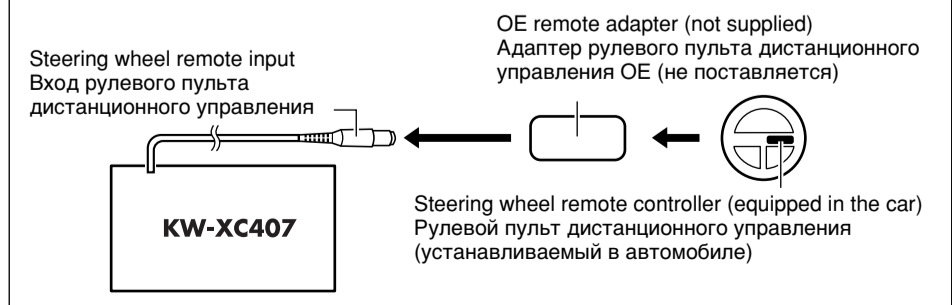 OE remote adapter (not supplied)
Адаптер рулевого пульта дистанционного
управления OE (не поставляется)
Steering wheel remote input
Вход рулевого пульта
дистанционного управления
KW-XC407
Steering wheel remote controller (equipped in the car)
Рулевой пульт дистанционного управления
(устанавливаемый в автомобиле)